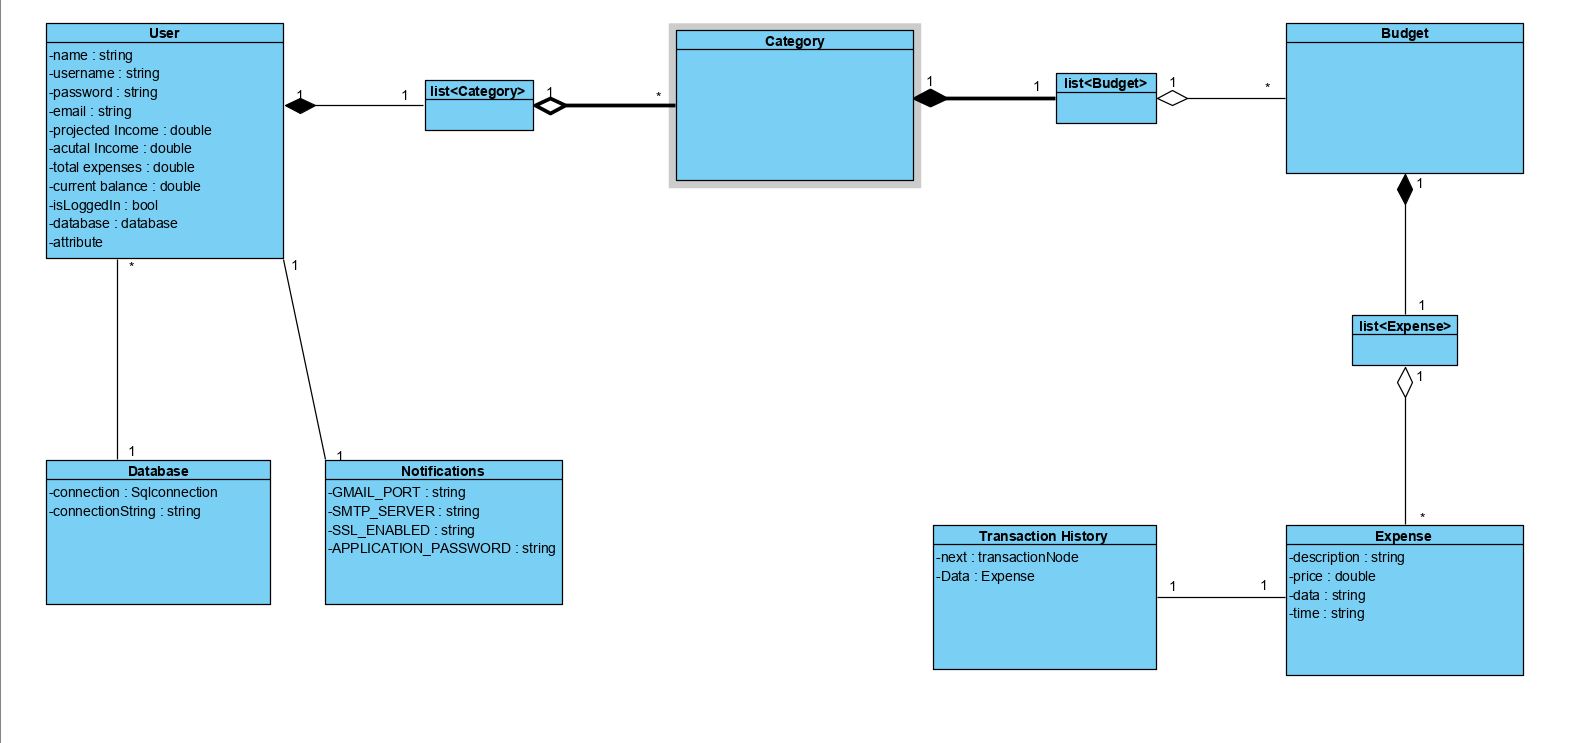 User
-name : string
-username : string
-password : string
-email : string
-projected Income : double
-acutal Income : double
-total expenses : double
-current balance : double
-isLoggedIn : bool
-database : database
-attribute
1
1
list<Category>
1
*
Category
1
1
list<Budget>
1
*
Budget
1
1
list<Expense>
1
*
*
1
1
1
Database
-connection : Sqlconnection
-connectionString : string
Notifications
-GMAIL_PORT : string
-SMTP_SERVER : string
-SSL_ENABLED : string
-APPLICATION_PASSWORD : string
Transaction History
-next : transactionNode
-Data : Expense
1
1
Expense
-description : string
-price : double
-data : string
-time : string